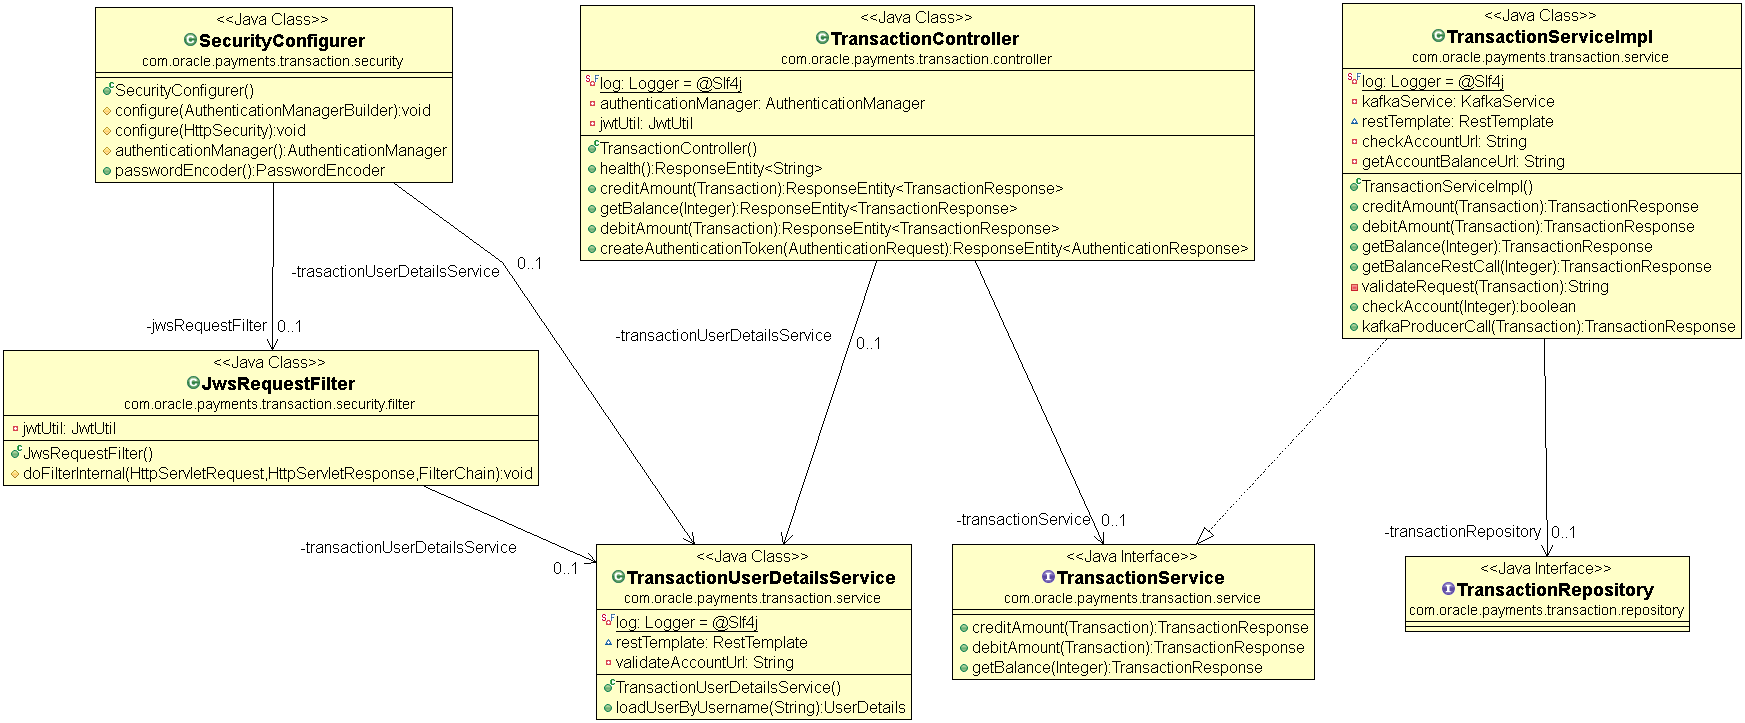 <<Java Class>>
SecurityConfigurer
com.oracle.payments.transaction.security
SecurityConfigurer()
configure(AuthenticationManagerBuilder):void
configure(HttpSecurity):void
authenticationManager():AuthenticationManager
passwordEncoder():PasswordEncoder
<<Java Class>>
TransactionController
com.oracle.payments.transaction.controller
log: Logger = @Slf4j
authenticationManager: AuthenticationManager
jwtUtil: JwtUtil
TransactionController()
health():ResponseEntity<String>
creditAmount(Transaction):ResponseEntity<TransactionResponse>
getBalance(Integer):ResponseEntity<TransactionResponse>
debitAmount(Transaction):ResponseEntity<TransactionResponse>
createAuthenticationToken(AuthenticationRequest):ResponseEntity<AuthenticationResponse>
<<Java Class>>
TransactionServiceImpl
com.oracle.payments.transaction.service
log: Logger = @Slf4j
kafkaService: KafkaService
restTemplate: RestTemplate
checkAccountUrl: String
getAccountBalanceUrl: String
TransactionServiceImpl()
creditAmount(Transaction):TransactionResponse
debitAmount(Transaction):TransactionResponse
getBalance(Integer):TransactionResponse
getBalanceRestCall(Integer):TransactionResponse
validateRequest(Transaction):String
checkAccount(Integer):boolean
kafkaProducerCall(Transaction):TransactionResponse
-trasactionUserDetailsService
0..1
-jwsRequestFilter
0..1
-transactionUserDetailsService
0..1
<<Java Class>>
JwsRequestFilter
com.oracle.payments.transaction.security.filter
jwtUtil: JwtUtil
JwsRequestFilter()
doFilterInternal(HttpServletRequest,HttpServletResponse,FilterChain):void
-transactionUserDetailsService
0..1
-transactionService
0..1
-transactionRepository
0..1
<<Java Class>>
TransactionUserDetailsService
com.oracle.payments.transaction.service
log: Logger = @Slf4j
restTemplate: RestTemplate
validateAccountUrl: String
TransactionUserDetailsService()
loadUserByUsername(String):UserDetails
<<Java Interface>>
TransactionService
com.oracle.payments.transaction.service
creditAmount(Transaction):TransactionResponse
debitAmount(Transaction):TransactionResponse
getBalance(Integer):TransactionResponse
<<Java Interface>>
TransactionRepository
com.oracle.payments.transaction.repository